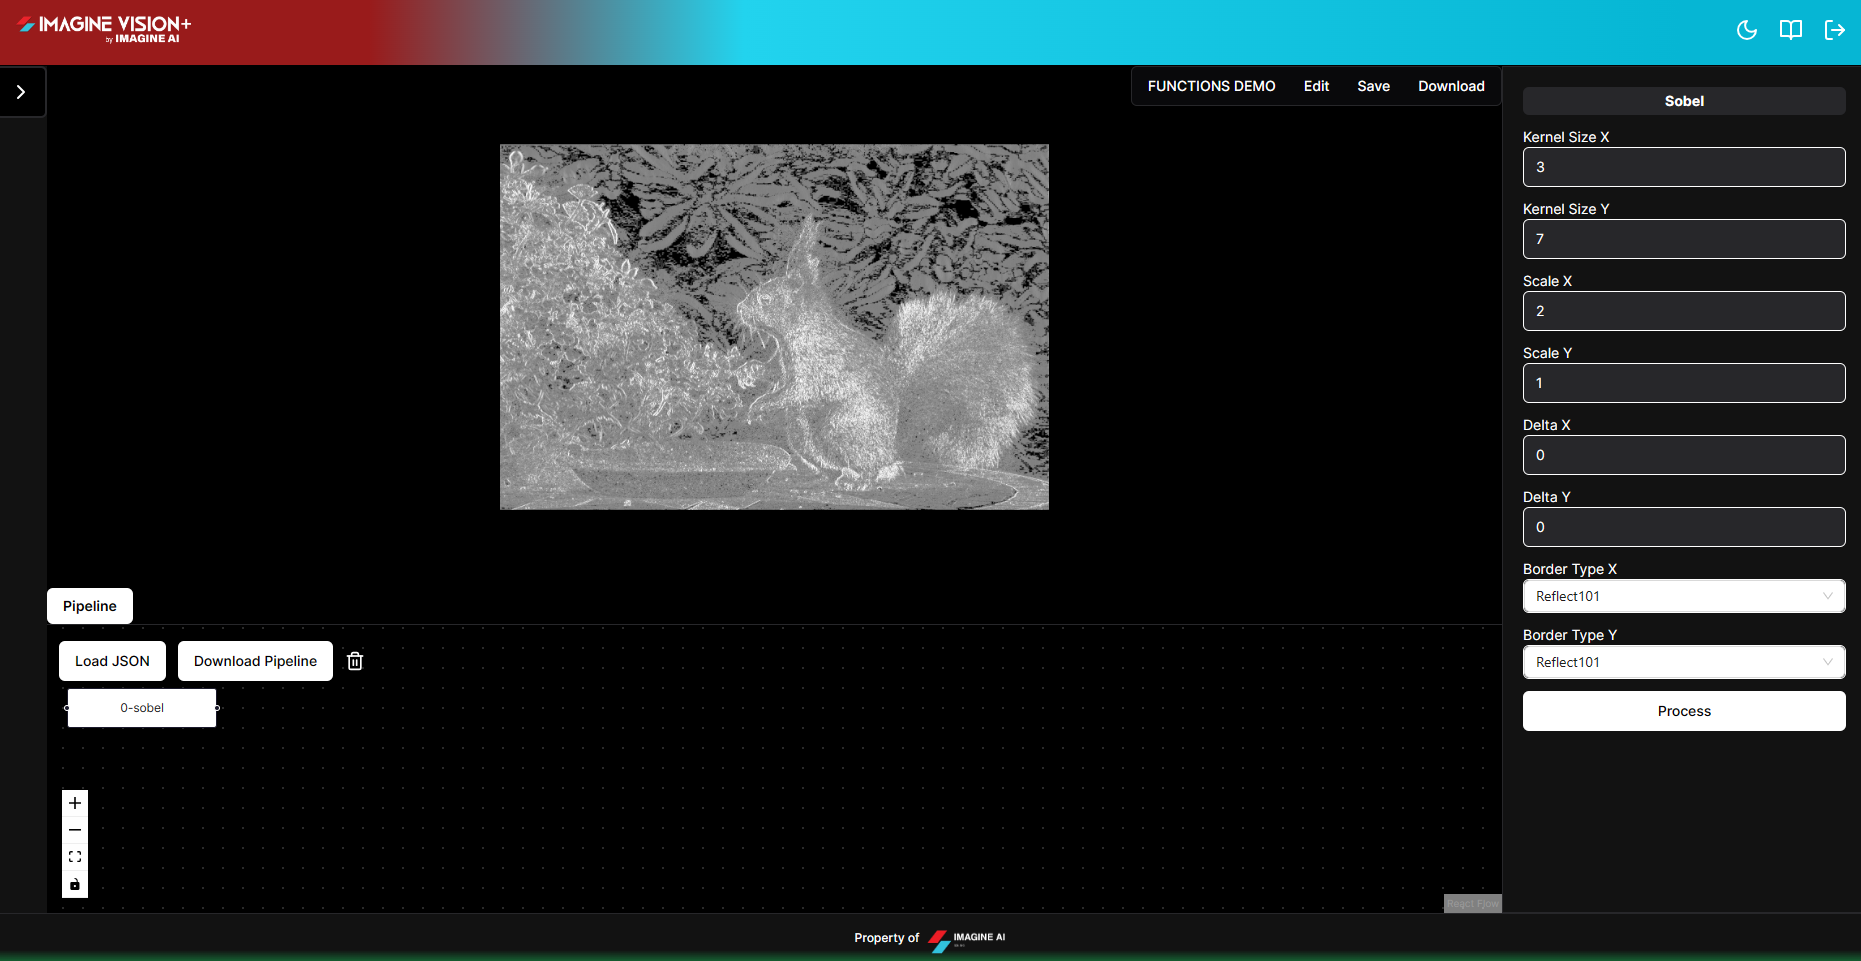 IMAGINE VISION+
by IMAGINE AI
FUNCTIONS DEMO
Edit
Save
Download
Sobel
Kernel Size X
3
Kernel Size Y
7
Scale X
2
Scale Y
1
Delta X
0
Delta Y
0
Border Type X
Reflect101
Border Type Y
Reflect101
Process
Pipeline
Load JSON
Download Pipeline
0-sobel
React Flow
Property of
IMAGINE AI